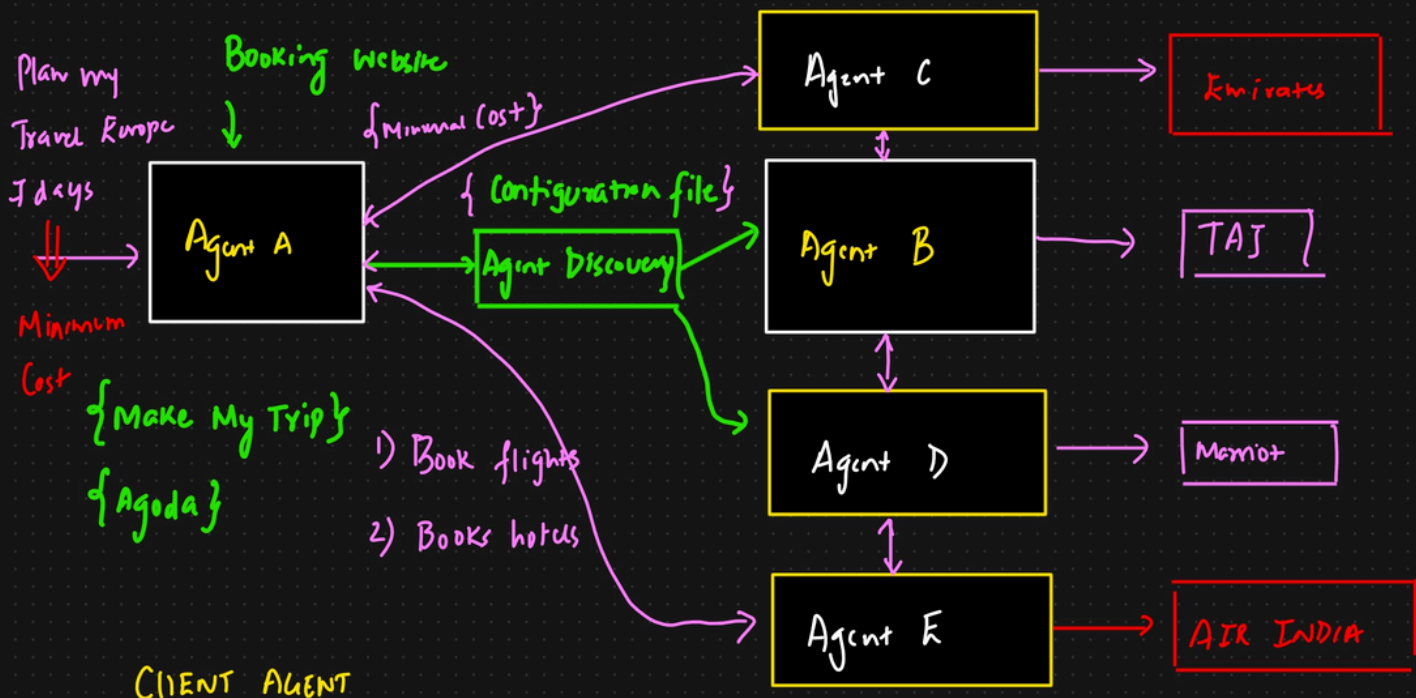 Plan my
Travel Europe
7 days
Minimum
Cost
Booking website
Agent A
{Make My Trip}
{Agoda}
CLIENT AGENT
{Minimal Cost}
{Configuration file}
Agent Discovery
1) Book flights
2) Books hotels
Agent C
Agent B
Agent D
Agent E
Emirates
TAJ
Marriot
AIR INDIA